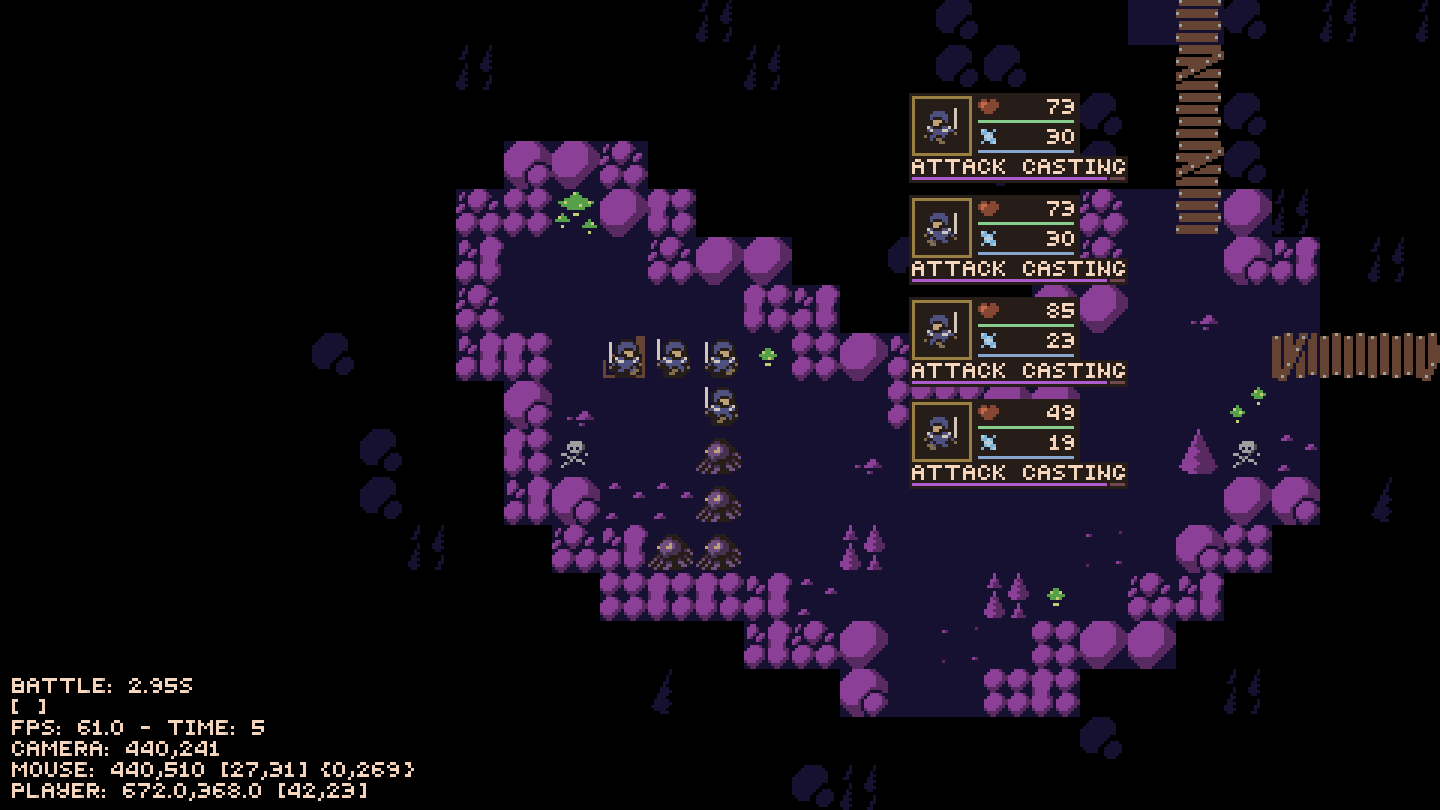 73
30
ATTACK CASTING
73
30
ATTACK CASTING
85
23
ATTACK CASTING
49
19
ATTACK CASTING
BATTLE: 2.95S
[ ]
FPS: 61.0 - TIME: 5
CAMERA: 440,241
MOUSE: 440,510 [27,31] {0,269}
PLAYER: 672.0,368.0 [42,23]